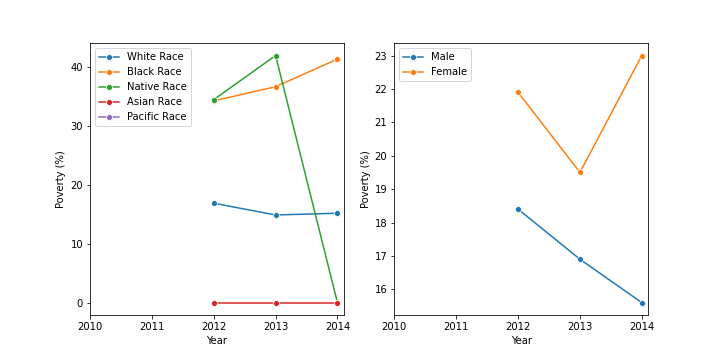 White Race
Black Race
Native Race
Asian Race
Pacific Race
40
30
20
10
0
Poverty (%)
2010 2011 2012 2013 2014
Year
Male
Female
23
22
21
20
19
18
17
16
Poverty (%)
2010 2011 2012 2013 2014
Year